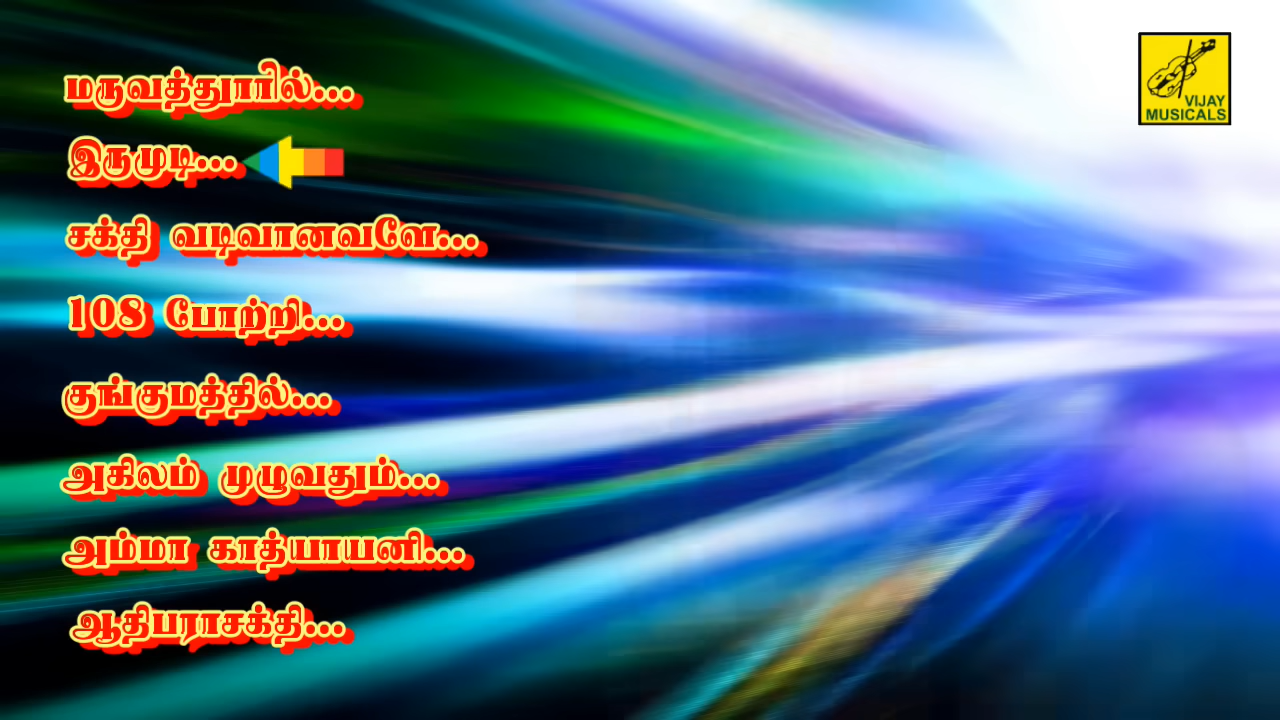 மருவத்தூரில்...
இருமுடி...
சக்தி வடிவானவளே...
108 போற்றி...
குங்குமத்தில்...
அகிலம் முழுவதும்...
அம்மா காத்யாயனி...
ஆதிபராசக்தி...
VIJAY
MUSICALS